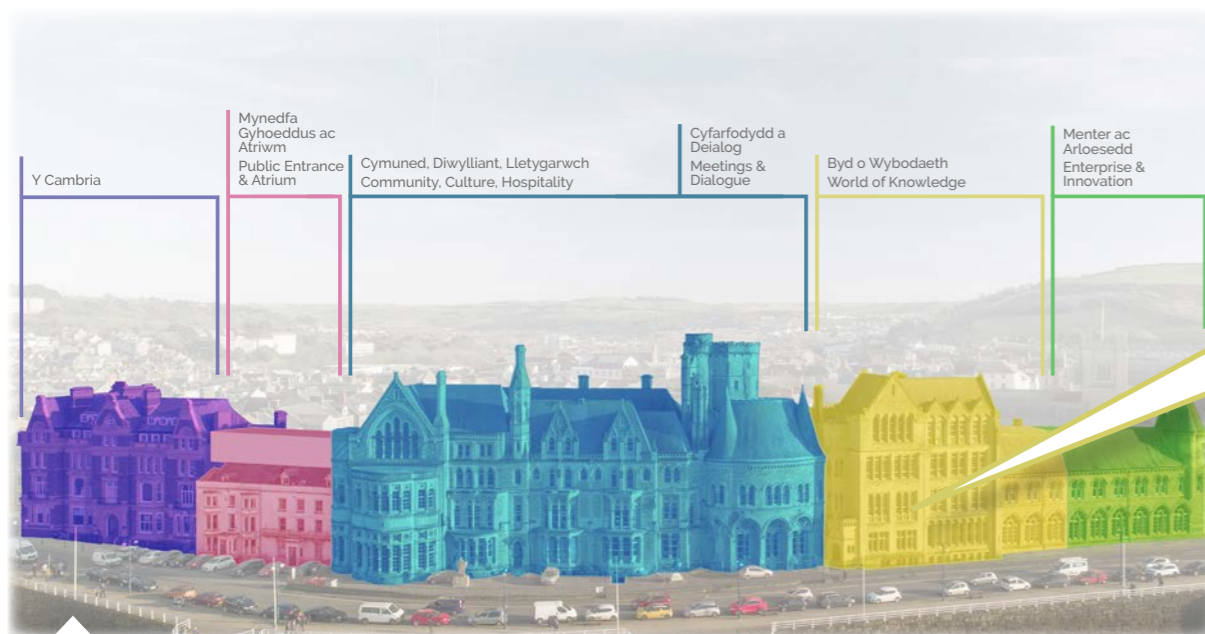 Y Cambria
Mynedfa
Gyhoeddus ac
Atriwm
Public Entrance
& Atrium
Cymuned, Diwylliant, Lletygarwch
Community, Culture, Hospitality
Cyfarfodydd a
Deialog
Meetings &
Dialogue
Byd o Wybodaeth
World of Knowledge
Menter ac
Arloesedd
Enterprise &
Innovation